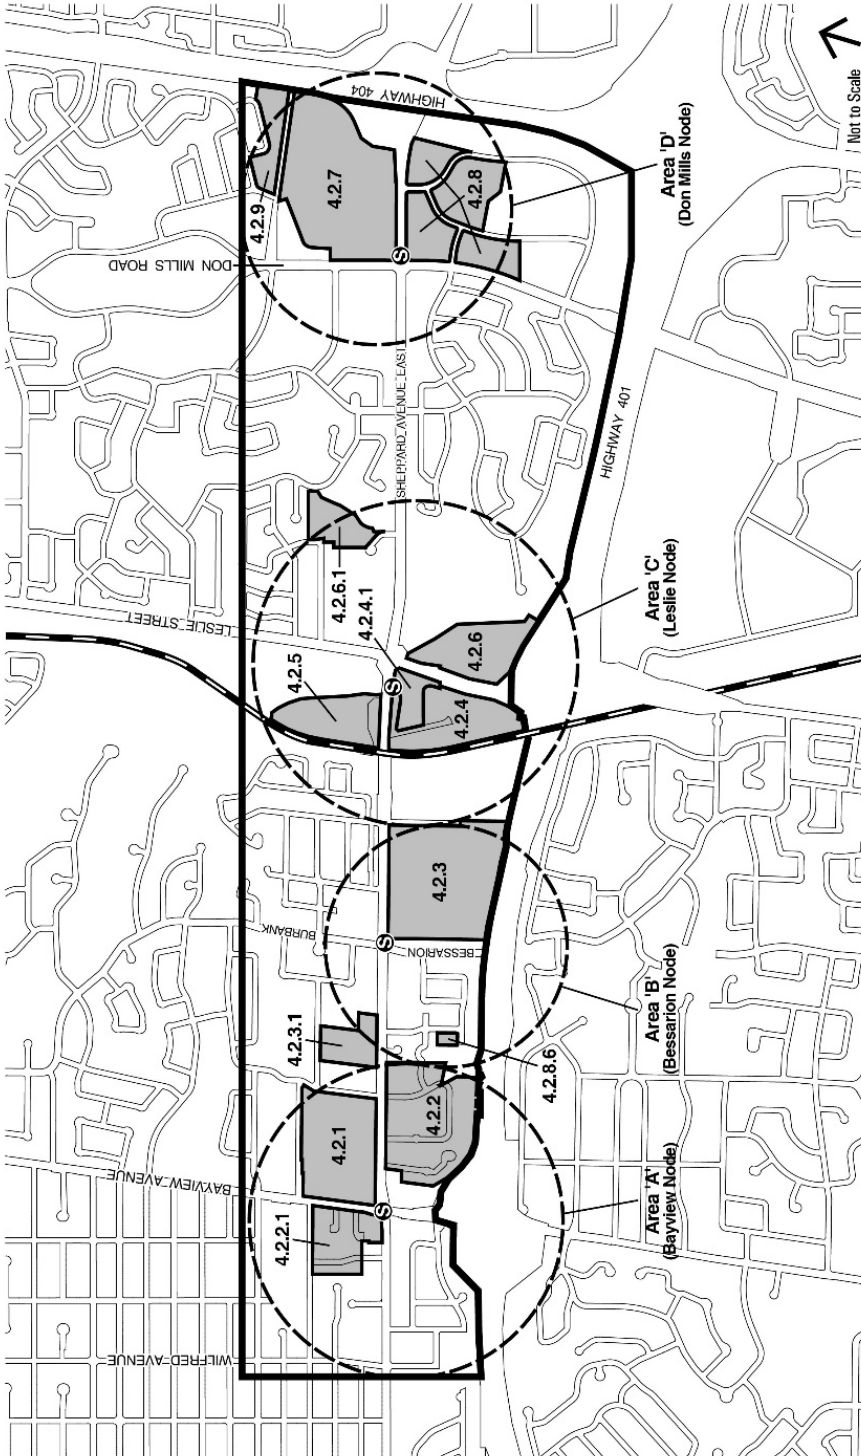 WILFRED AVENUE
BAYVIEW AVENUE
4.2.2.1
4.2.1
4.2.3.1
4.2.2
4.2.8.6
S
Area 'A'
(Bayview Node)
BURBANK
BESSARION
S
4.2.3
Area 'B'
(Bessarion Node)
4.2.5
LESLIE STREET
4.2.4.1
4.2.6.1
S
4.2.4
4.2.6
Area 'C'
(Leslie Node)
SHEPPARD AVENUE EAST
HIGHWAY 401
DON MILLS ROAD
4.2.9
4.2.7
S
4.2.8
HIGHWAY 404
Area 'D'
(Don Mills Node)
Not to Scale